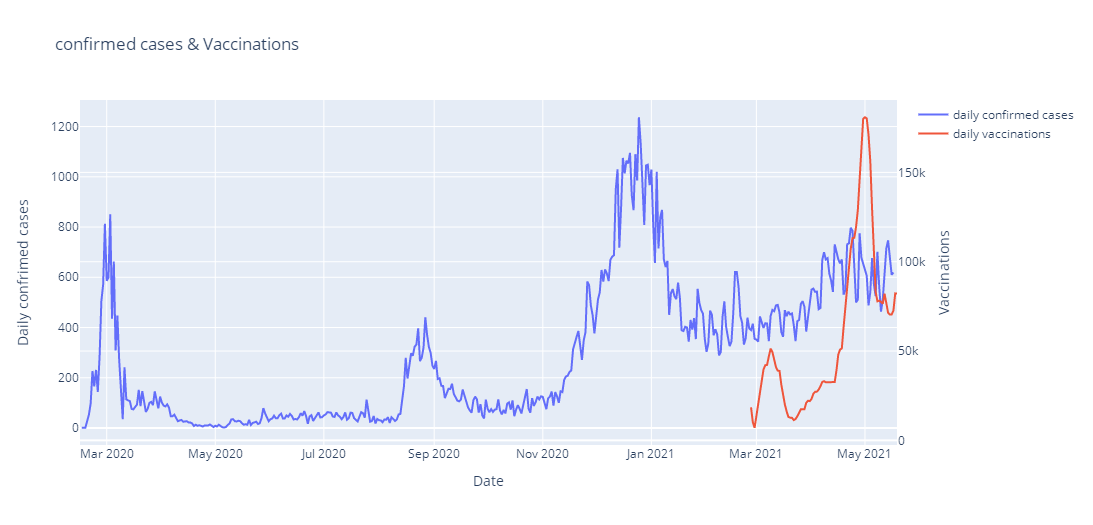 confirmed cases & Vaccinations
daily confirmed cases
daily vaccinations
Daily confrimed cases
1200
1000
800
600
400
200
0
150k
100k
50k
0
Vaccinations
Mar 2020
May 2020
Jul 2020
Sep 2020
Nov 2020
Jan 2021
Mar 2021
May 2021
Date